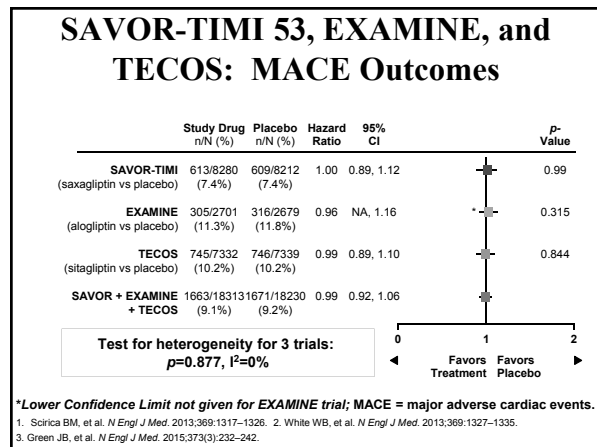 SAVOR-TIMI 53, EXAMINE, and
TECOS: MACE Outcomes
Study Drug Placebo Hazard 95% p-
n/N (%) n/N (%) Ratio CI Value
SAVOR-TIMI 613/8280 609/8212 1.00 0.89, 1.12 0.99
(saxagliptin vs placebo) (7.4%) (7.4%)
EXAMINE 305/2701 316/2679 0.96 NA, 1.16 * 0.315
(alogliptin vs placebo) (11.3%) (11.8%)
TECOS 745/7332 746/7339 0.99 0.89, 1.10 0.844
(sitagliptin vs placebo) (10.2%) (10.2%)
SAVOR + EXAMINE 1663/18313 1671/18230 0.99 0.92, 1.06
+ TECOS (9.1%) (9.2%)
0 1 2
Test for heterogeneity for 3 trials:
p=0.877, I²=0%
Favors Favors
Treatment Placebo
*Lower Confidence Limit not given for EXAMINE trial; MACE = major adverse cardiac events.
1. Scirica BM, et al. N Engl J Med. 2013;369:1317–1326. 2. White WB, et al. N Engl J Med. 2013;369:1327–1335.
3. Green JB, et al. N Engl J Med. 2015;373(3):232–242.